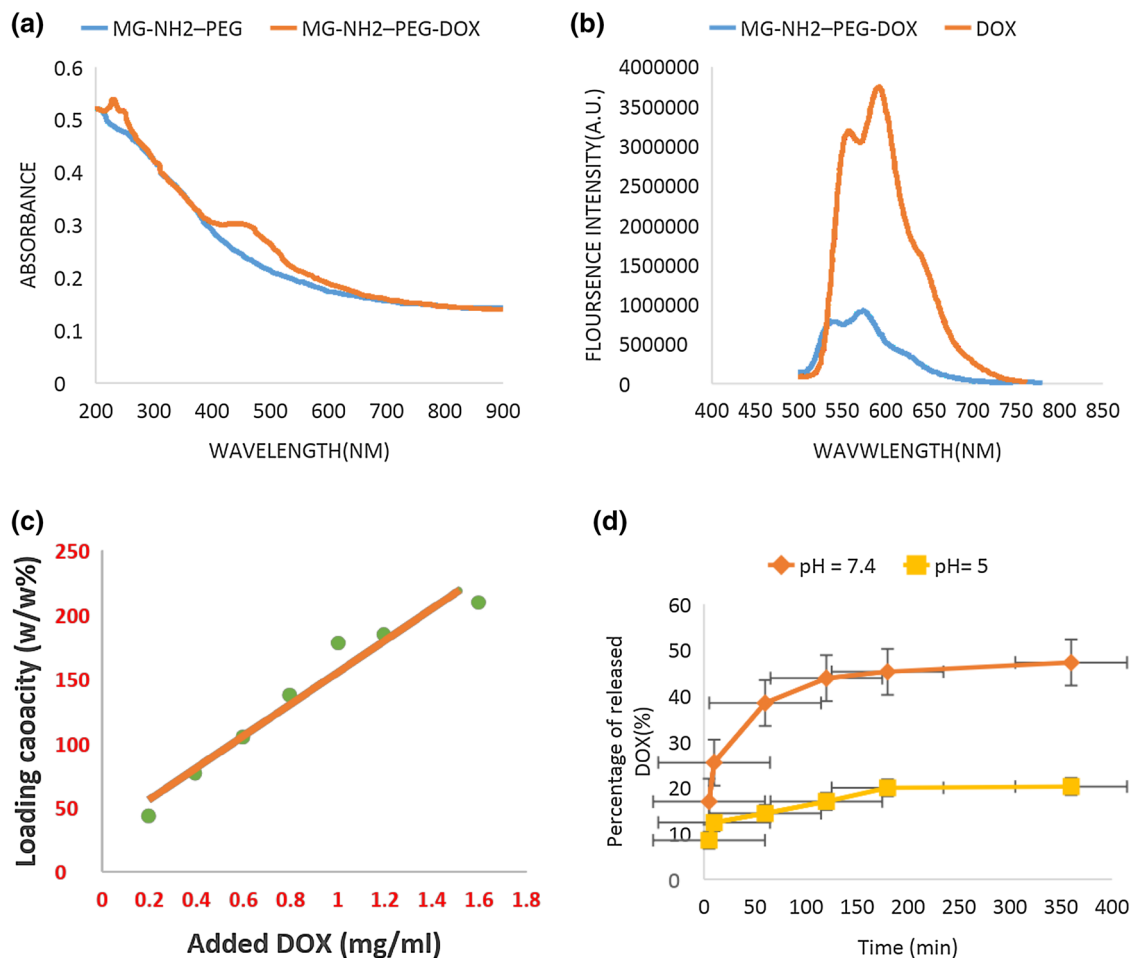 (a)
MG-NH2–PEG MG-NH2–PEG-DOX
0.6
0.5
0.4
0.3
0.2
0.1
0
ABSORBANCE
200 300 400 500 600 700 800 900
WAVELENGTH(NM)
(b)
MG-NH2–PEG-DOX DOX
4000000
3500000
3000000
2500000
2000000
1500000
1000000
500000
0
FLOURSENCE INTENSITY(A.U.)
400 450 500 550 600 650 700 750 800 850
WAVWLENGTH(NM)
(c)
250
200
150
100
50
0
Loading caoacity (w/w%)
0 0.2 0.4 0.6 0.8 1 1.2 1.4 1.6 1.8
Added DOX (mg/ml)
(d)
pH = 7.4 pH= 5
60
50
40
30
20
10
0
Percentage of released
DOX(%)
0 50 100 150 200 250 300 350 400
Time (min)